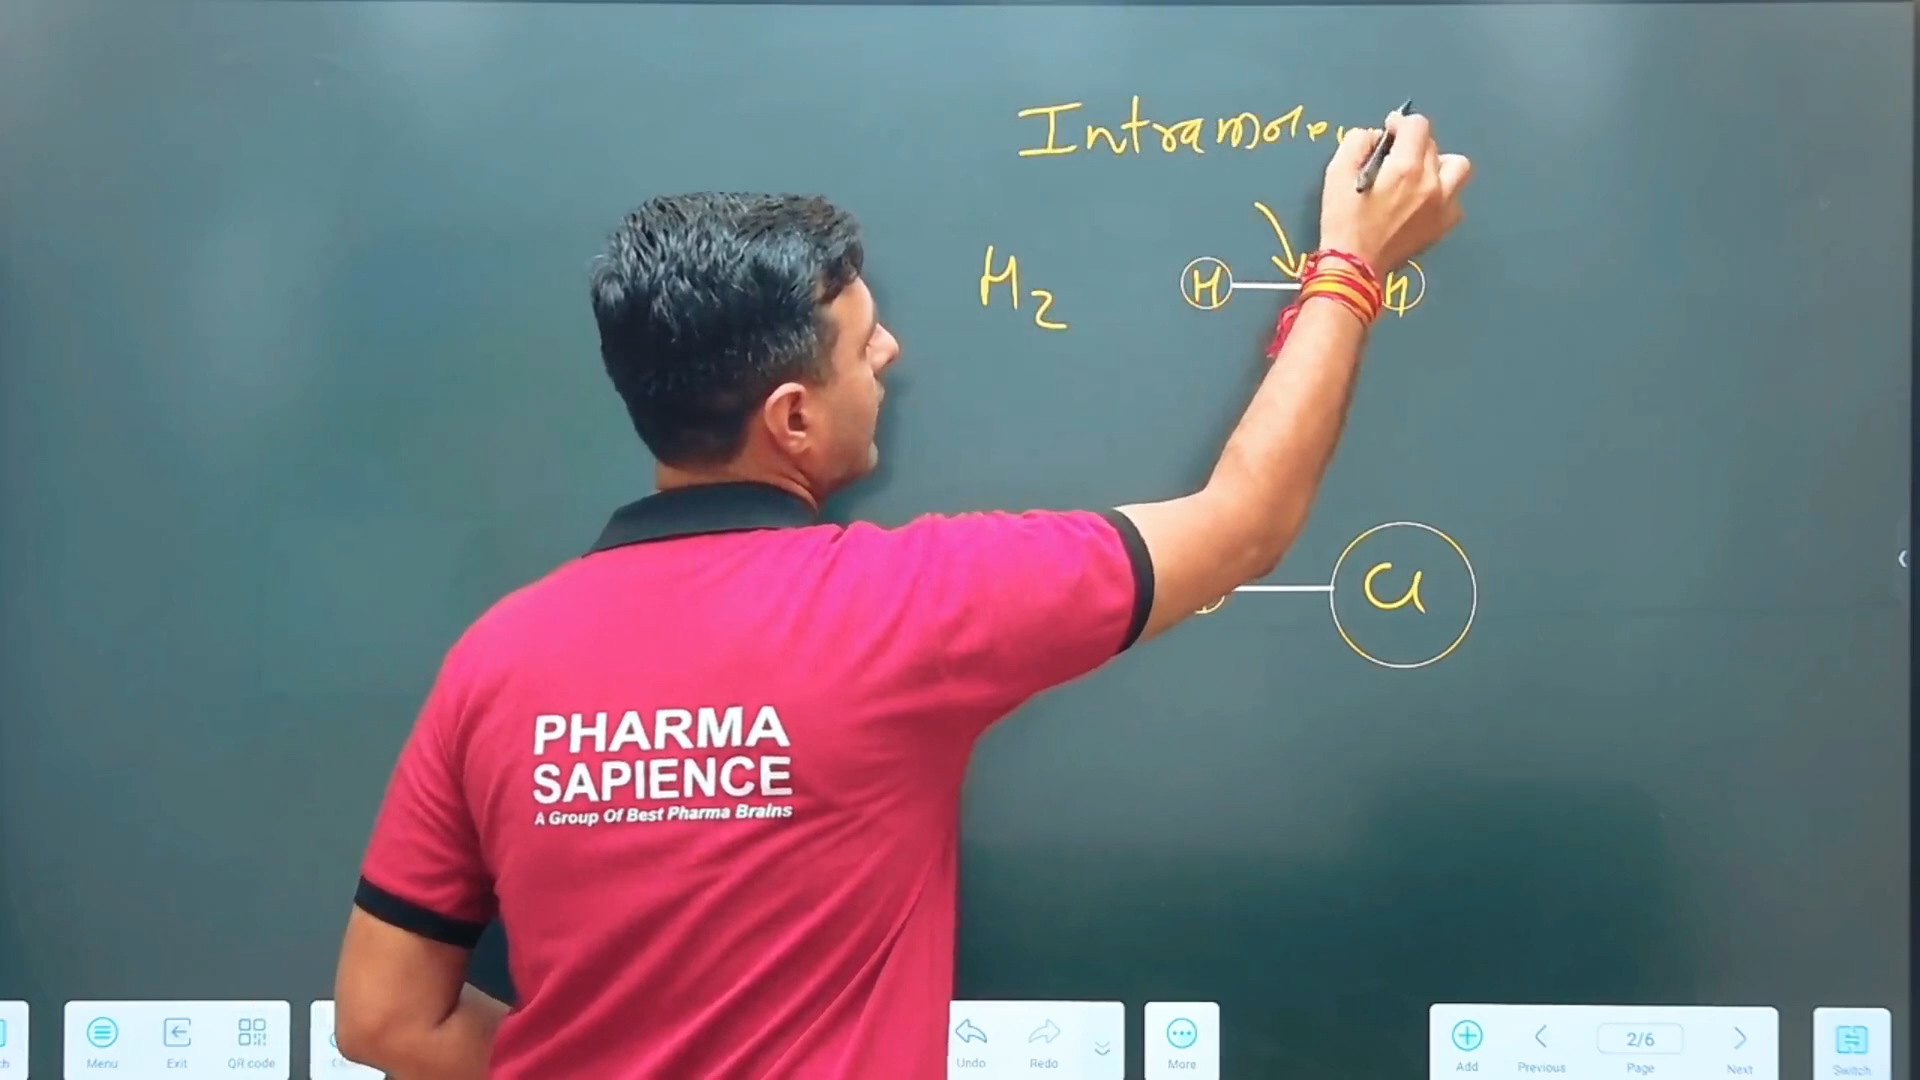 Intramolecu
H2
H H
Cl
PHARMA
SAPIENCE
A Group Of Best Pharma Brains
Menu Exit QR code Undo Redo More Add Previous 2/6 Page Next Switch